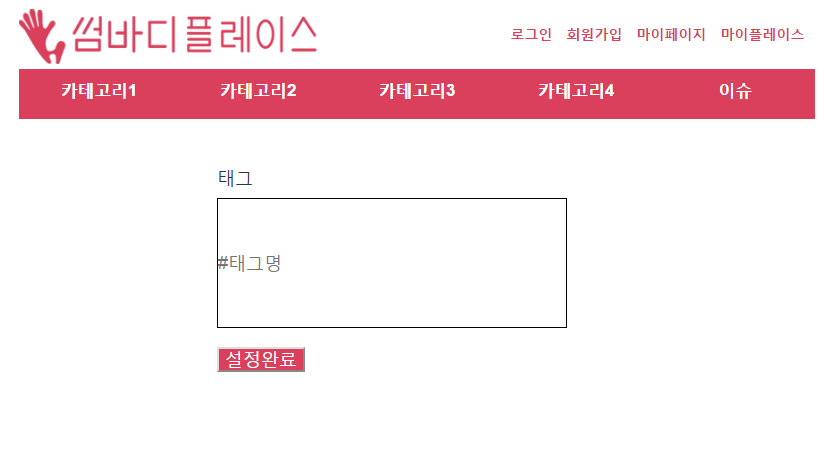 썸바디플레이스
로그인 회원가입 마이페이지 마이플레이스
카테고리1 카테고리2 카테고리3 카테고리4 이슈
태그
#태그명
설정완료